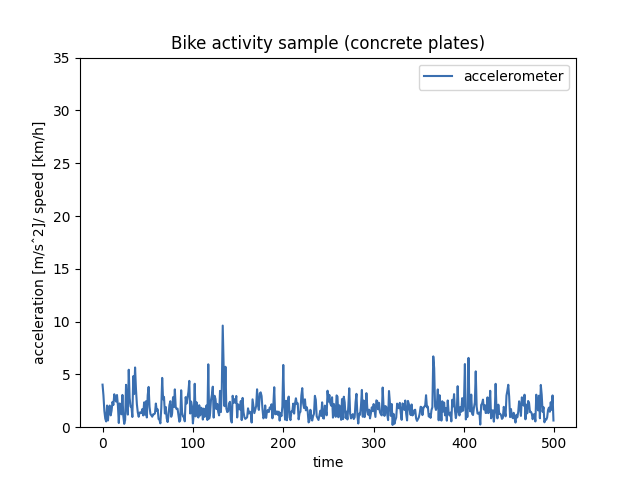 Bike activity sample (concrete plates)
accelerometer
35
30
25
20
15
10
5
0
acceleration [m/sˆ2]/ speed [km/h]
0 100 200 300 400 500
time